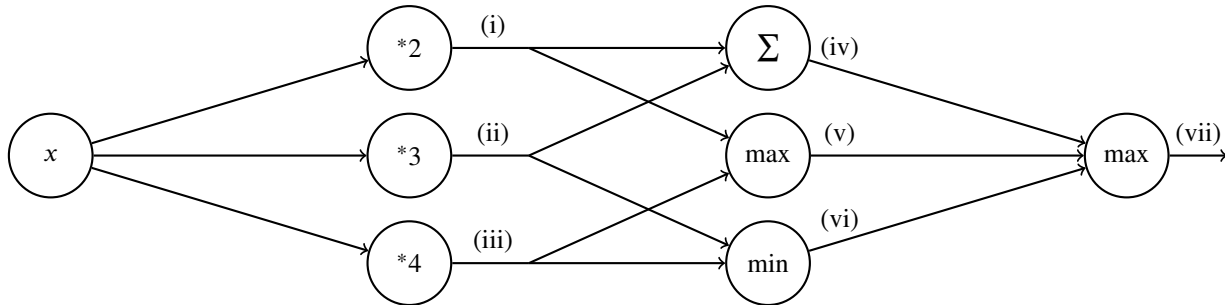 *2 (i) Σ (iv)
x *3 (ii) max (v) max (vii)
*4 (iii) min (vi)